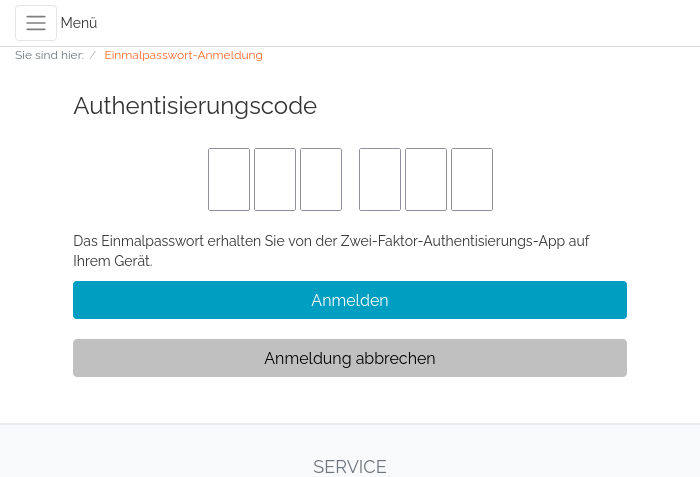 Menü
Sie sind hier: / Einmalpasswort-Anmeldung
Authentisierungscode
Das Einmalpasswort erhalten Sie von der Zwei-Faktor-Authentisierungs-App auf
Ihrem Gerät.
Anmelden
Anmeldung abbrechen
SERVICE